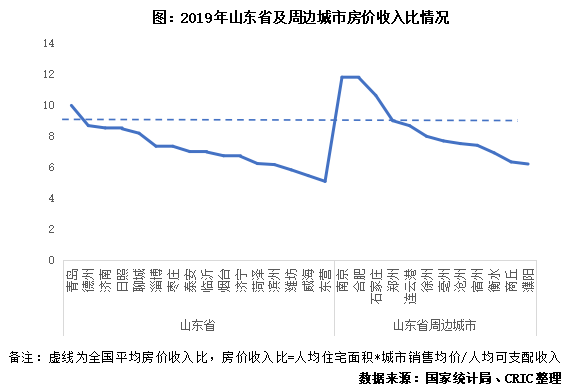 图：2019年山东省及周边城市房价收入比情况
14
12
10
8
6
4
2
0
青岛
德州
济南
日照
聊城
淄博
枣庄
泰安
临沂
烟台
济宁
菏泽
滨州
潍坊
威海
东营
南京
合肥
石家庄
郑州
连云港
徐州
亳州
沧州
宿州
衡水
商丘
濮阳
山东省
山东省周边城市
备注：虚线为全国平均房价收入比，房价收入比=人均住宅面积*城市销售均价/人均可支配收入
数据来源：国家统计局、CRIC整理